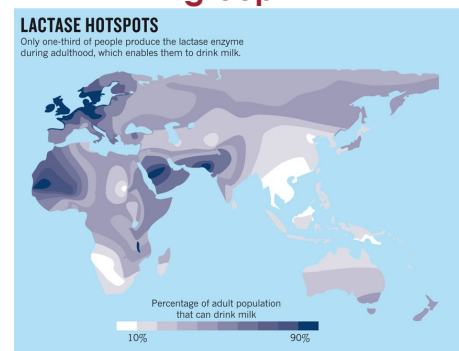 LACTASE HOTSPOTS
Only one-third of people produce the lactase enzyme
during adulthood, which enables them to drink milk.
Percentage of adult population
that can drink milk
10%
90%